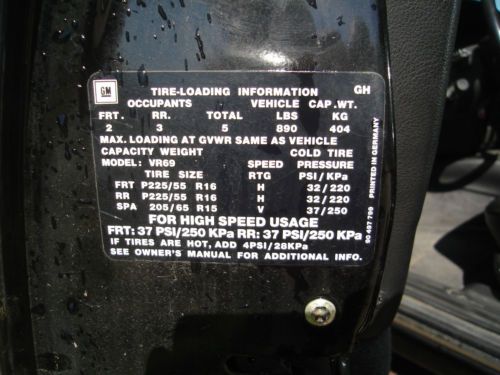 GM TIRE-LOADING INFORMATION GH
OCCUPANTS VEHICLE CAP.WT.
FRT. RR. TOTAL LBS KG
2 3 5 890 404
MAX. LOADING AT GVWR SAME AS VEHICLE
CAPACITY WEIGHT COLD TIRE
MODEL: VR69 SPEED PRESSURE
TIRE SIZE RTG PSI/KPa
FRT P225/55 R16 H 32/220
RR P225/55 R16 H 32/220
SPA 205/65 R15 V 37/250
FOR HIGH SPEED USAGE
FRT: 37 PSI/250 KPa RR: 37 PSI/250 KPa
IF TIRES ARE HOT, ADD 4PSI/28KPa
SEE OWNER'S MANUAL FOR ADDITIONAL INFO.
90 497 796 PRINTED IN GERMANY